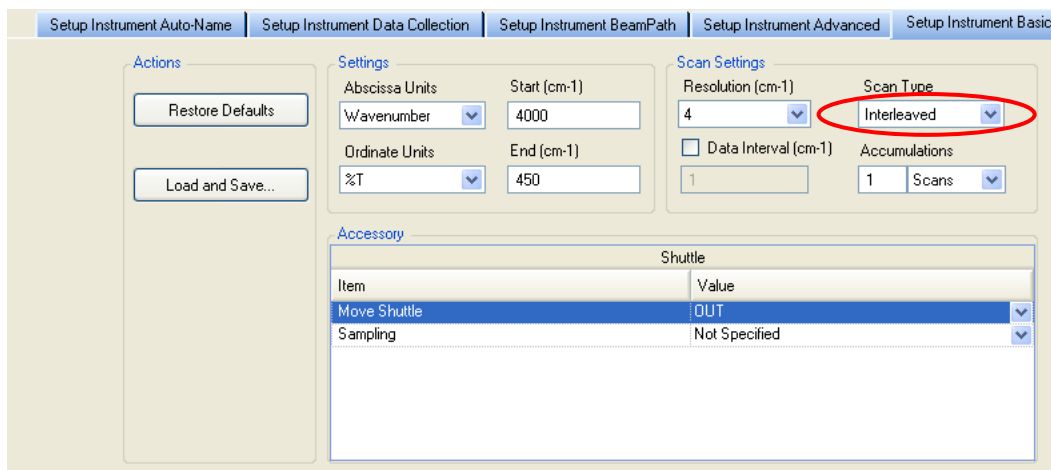 Setup Instrument Auto-Name Setup Instrument Data Collection Setup Instrument BeamPath Setup Instrument Advanced Setup Instrument Basic
Actions
Restore Defaults
Load and Save...
Settings
Abscissa Units Start (cm-1)
Wavenumber 4000
Ordinate Units End (cm-1)
%T 450
Scan Settings
Resolution (cm-1) Scan Type
4 Interleaved
Data Interval (cm-1) Accumulations
1 1 Scans
Accessory
Shuttle
Item Value
Move Shuttle OUT
Sampling Not Specified